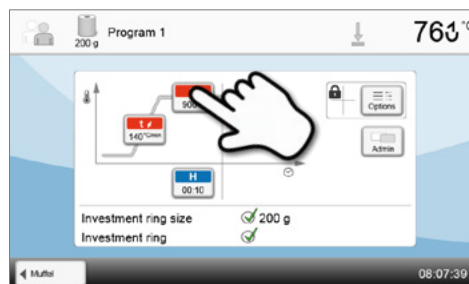 200 g
Program 1
140°C/min
H
00:10
Options
Admin
Investment ring size
200 g
Investment ring
Muffel
08:07:39